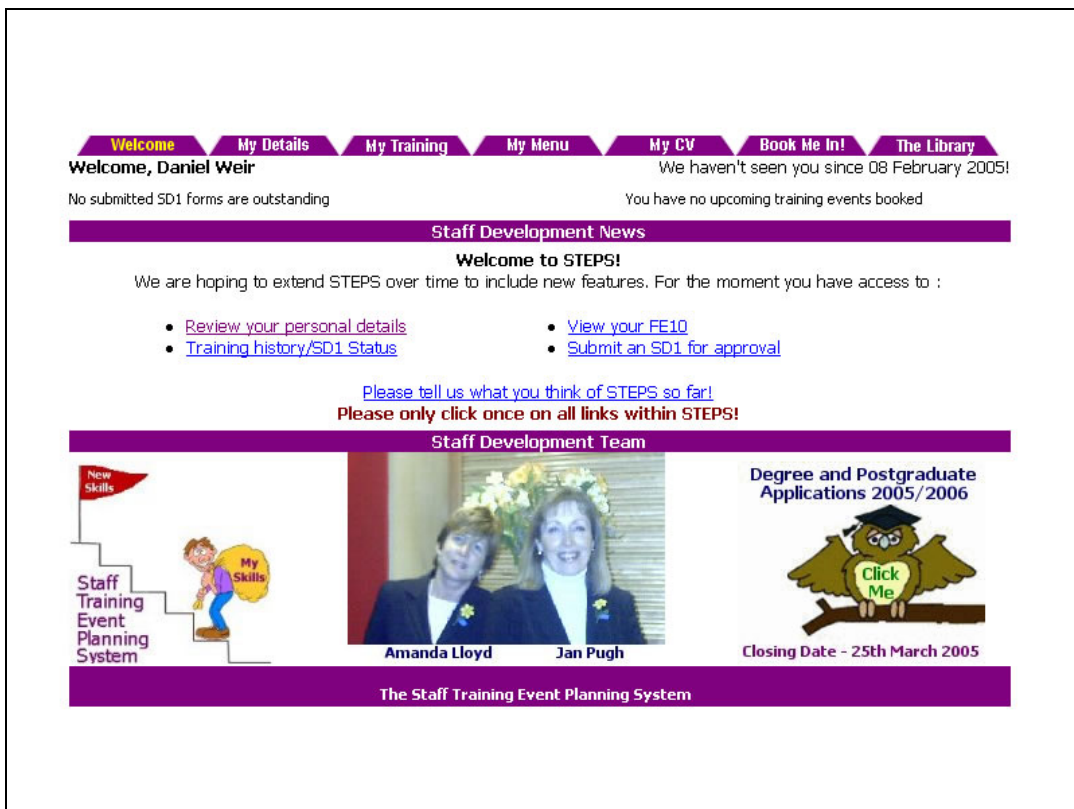 Welcome My Details My Training My Menu My CV Book Me In! The Library
Welcome, Daniel Weir We haven't seen you since 08 February 2005!
No submitted SD1 forms are outstanding You have no upcoming training events booked
Staff Development News
Welcome to STEPS!
We are hoping to extend STEPS over time to include new features. For the moment you have access to :
• Review your personal details • View your FE10
• Training history/SD1 Status • Submit an SD1 for approval
Please tell us what you think of STEPS so far!
Please only click once on all links within STEPS!
Staff Development Team
New
Skills
My
Skills
Staff
Training
Event
Planning
System
Amanda Lloyd Jan Pugh
Degree and Postgraduate
Applications 2005/2006
Click
Me
Closing Date - 25th March 2005
The Staff Training Event Planning System